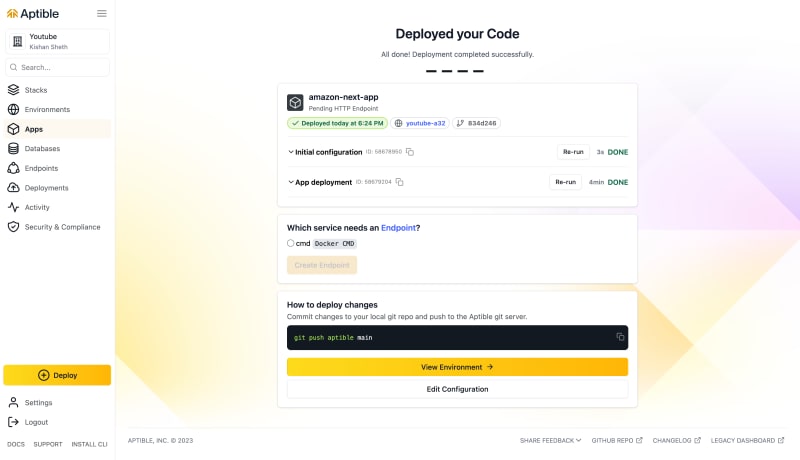 Aptible
Youtube
Kishan Sheth
Search...
Stacks
Environments
Apps
Databases
Endpoints
Deployments
Activity
Security & Compliance
Deploy
Settings
Logout
DOCS SUPPORT INSTALL CLI
Deployed your Code
All done! Deployment completed successfully.
amazon-next-app
Pending HTTP Endpoint
Deployed today at 6:24 PM youtube-a32 834d246
Initial configuration ID: 58678950 Re-run 3s DONE
App deployment ID: 58679204 Re-run 4min DONE
Which service needs an Endpoint?
cmd Docker CMD
Create Endpoint
How to deploy changes
Commit changes to your local git repo and push to the Aptible git server.
git push aptible main
View Environment
Edit Configuration
APTIBLE, INC. © 2023 SHARE FEEDBACK GITHUB REPO CHANGELOG LEGACY DASHBOARD